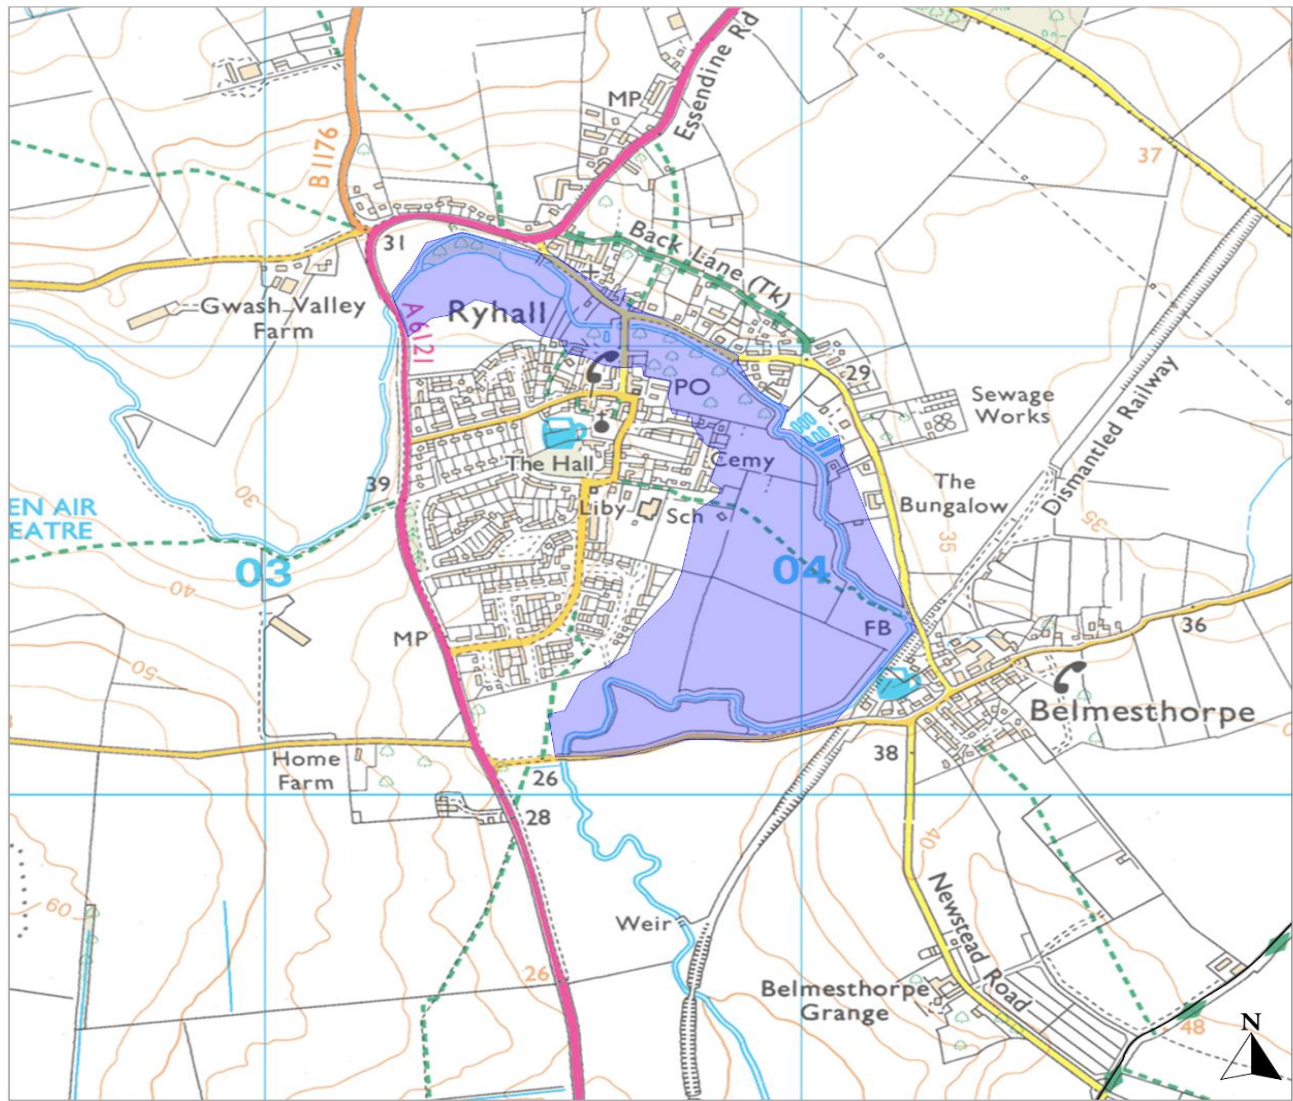 Essendine Rd
MP
B1176
37
31
Back Lane (Tk)
Gwash Valley
Farm
Ryhall
A6121
29
PO
Sewage
Works
Dismantled Railway
The Hall
Cemy
39
The
Bungalow
EN AIR
EATRE
Liby
Sch
30
35
35
03
04
40
MP
FB
36
50
Belmesthorpe
Home
Farm
26
38
28
40
60
Weir
Newstead Road
26
Belmesthorpe
Grange
48
N